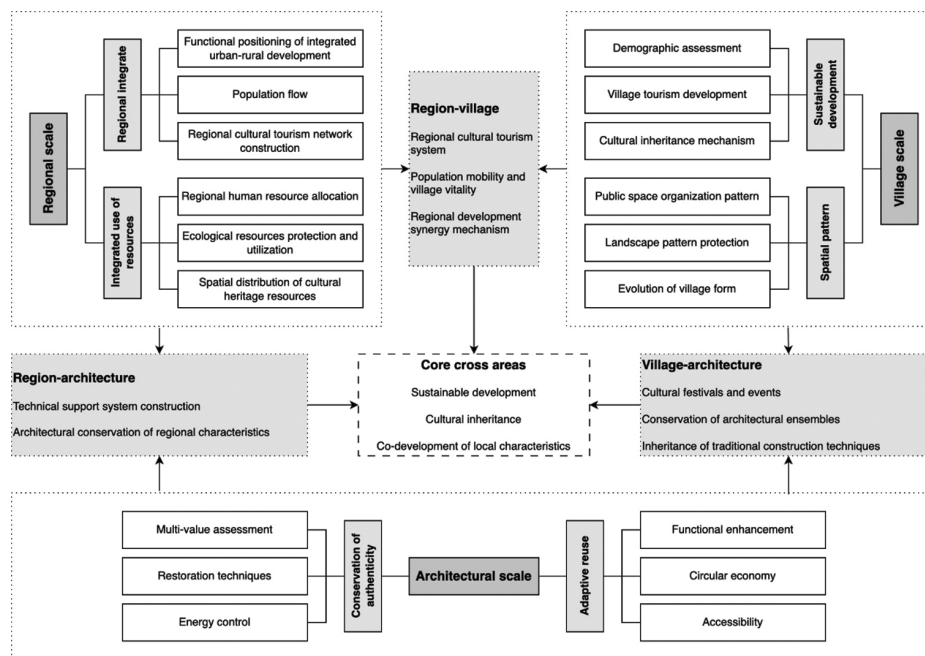 Regional scale
Regional integrate
Functional positioning of integrated
urban-rural development
Population flow
Regional cultural tourism network
construction
Integrated use of
resources
Regional human resource allocation
Ecological resources protection and
utilization
Spatial distribution of cultural
heritage resources
Region-village
Regional cultural tourism
system
Population mobility and
village vitality
Regional development
synergy mechanism
Demographic assessment
Village tourism development
Cultural inheritance mechanism
Sustainable
development
Public space organization pattern
Landscape pattern protection
Evolution of village form
Spatial pattern
Village scale
Region-architecture
Technical support system construction
Architectural conservation of regional characteristics
Core cross areas
Sustainable development
Cultural inheritance
Co-development of local characteristics
Village-architecture
Cultural festivals and events
Conservation of architectural ensembles
Inheritance of traditional construction techniques
Multi-value assessment
Restoration techniques
Energy control
Conservation of
authenticity
Architectural scale
Adaptive reuse
Functional enhancement
Circular economy
Accessibility